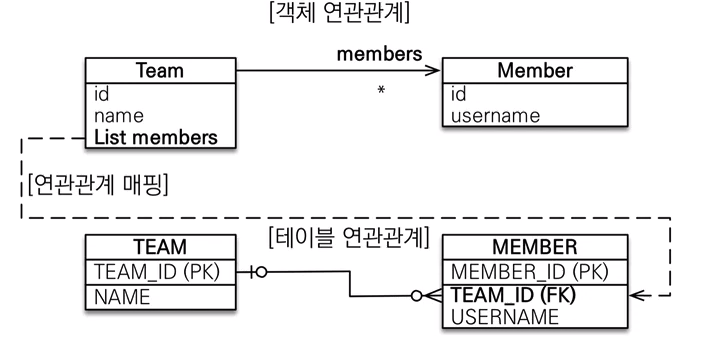 [객체 연관관계]
members
Team
Member
*
id
name
List members
id
username
[연관관계 매핑]
[테이블 연관관계]
TEAM
TEAM_ID (PK)
NAME
MEMBER
MEMBER_ID (PK)
TEAM_ID (FK)
USERNAME